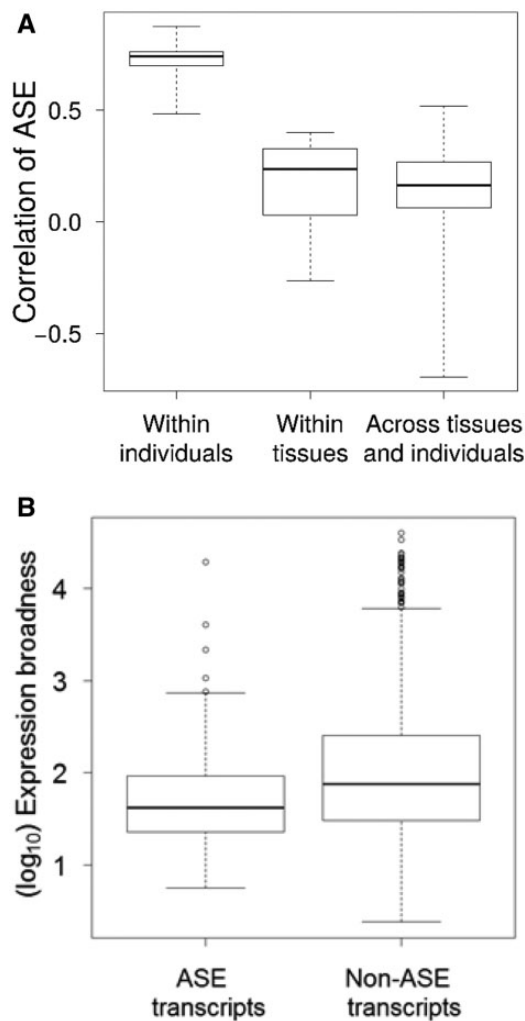 A
Correlation of ASE
0.5
0.0
−0.5
Within
individuals
Within
tissues
Across tissues
and individuals
B
(log₁₀) Expression broadness
4
3
2
1
ASE
transcripts
Non-ASE
transcripts